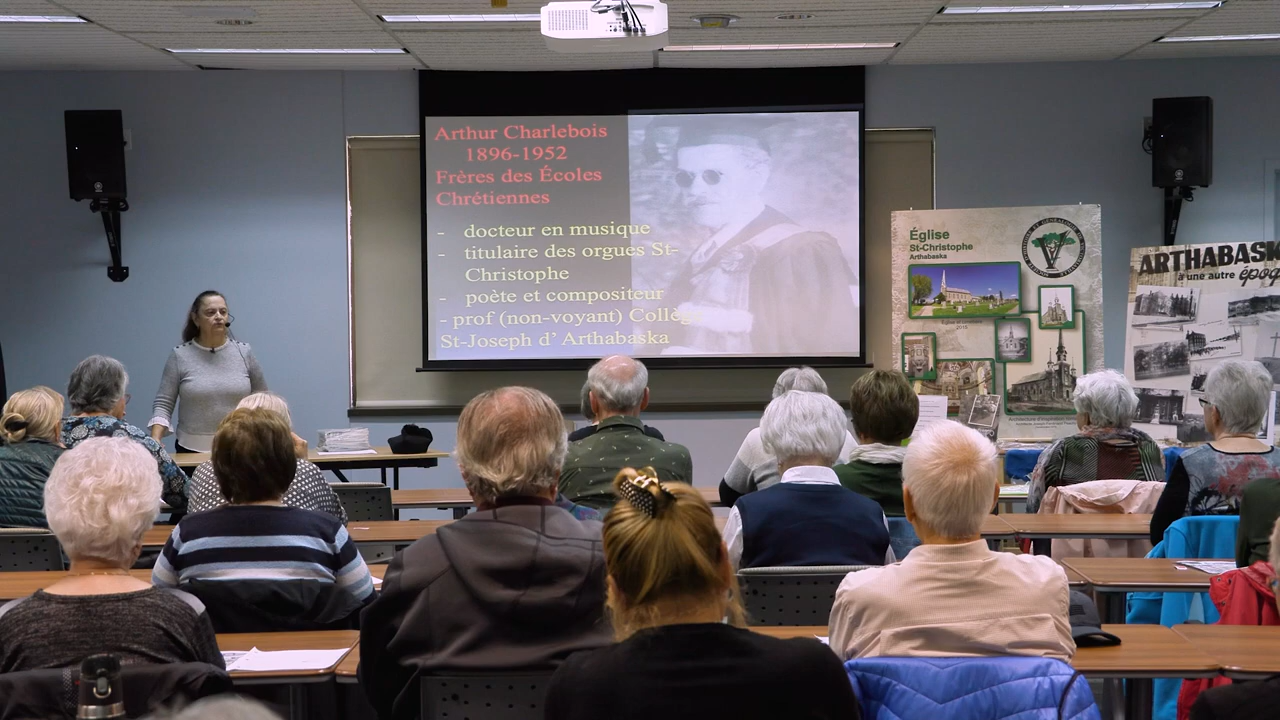 Arthur Charlebois
1896-1952
Frères des Écoles
Chrétiennes
- docteur en musique
- titulaire des orgues St-
Christophe
- poète et compositeur
- prof (non-voyant) Collège
St-Joseph d' Arthabaska
Église
St-Christophe
Arthabaska
ARTHABASK
à une autre époq